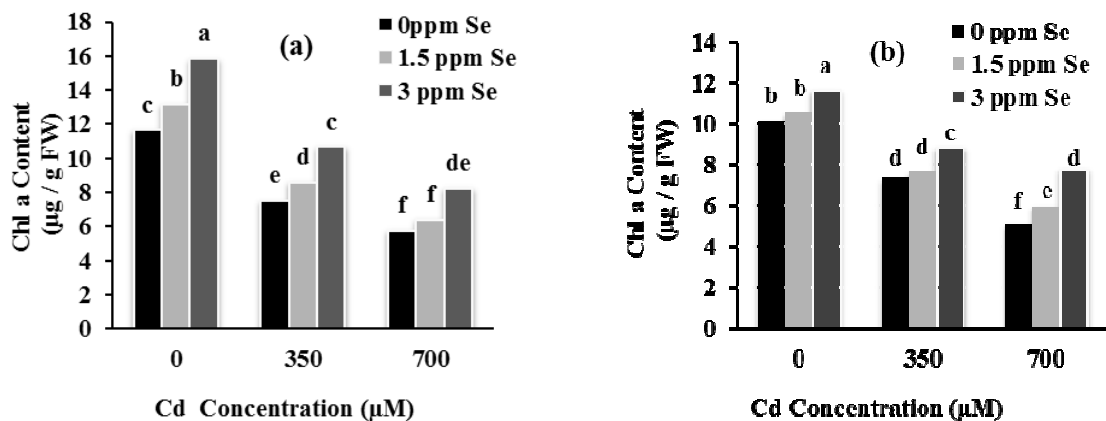 (a)
0ppm Se
1.5 ppm Se
3 ppm Se
Chl a Content
(µg / g FW)
18
16
14
12
10
8
6
4
2
0
c b a
e d c
f f de
0 350 700
Cd Concentration (µM)
(b)
0 ppm Se
1.5 ppm Se
3 ppm Se
Chl a Content
(µg / g FW)
14
12
10
8
6
4
2
0
b b a
d d c
f e d
0 350 700
Cd Concentration (µM)